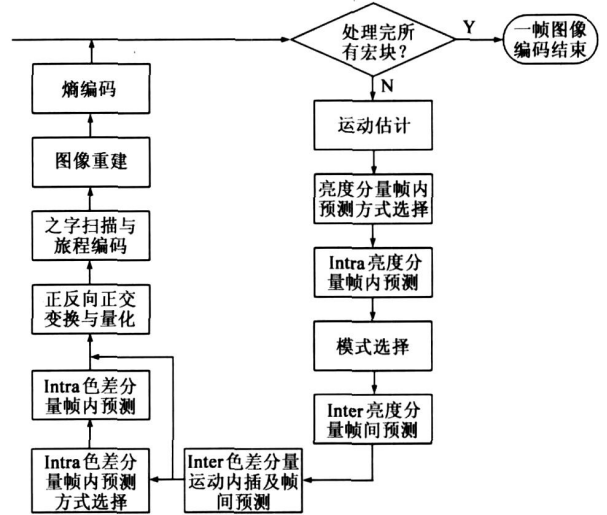 处理完所
有宏块?
Y
一帧图像
编码结束
N
运动估计
亮度分量帧内
预测方式选择
Intra亮度分
量帧内预测
模式选择
Inter亮度分
量帧间预测
Inter色差分量
运动内插及帧
间预测
Intra色差分
量帧内预测
方式选择
Intra色差分
量帧内预测
正反向正交
变换与量化
之字扫描与
旅程编码
图像重建
熵编码